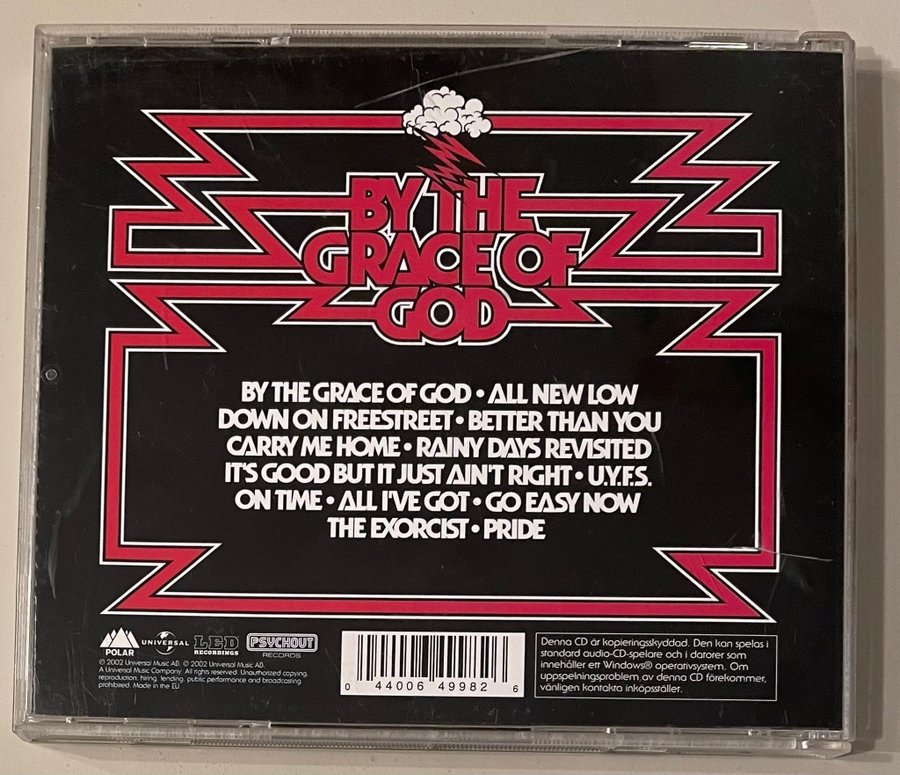 BY THE
GRACE OF
GOD
BY THE GRACE OF GOD • ALL NEW LOW
DOWN ON FREESTREET • BETTER THAN YOU
CARRY ME HOME • RAINY DAYS REVISITED
IT'S GOOD BUT IT JUST AIN'T RIGHT • U.Y.F.S.
ON TIME • ALL I'VE GOT • GO EASY NOW
THE EXORCIST • PRIDE
POLAR
UNIVERSAL
LED
RECORDINGS
PSYCHOUT
RECORDS
℗ 2002 Universal Music AB. © 2002 Universal Music AB.
A Universal Music Company. All rights reserved. Unauthorized copying,
reproduction, hiring, lending, public performance and broadcasting
prohibited. Made in the EU
0 44006 49982 6
Denna CD är kopieringsskyddad. Den kan spelas i
standard audio-CD-spelare och i datorer som
innehåller ett Windows® operativsystem. Om
uppspelningsproblem av denna CD förekommer,
vänligen kontakta inköpsstället.